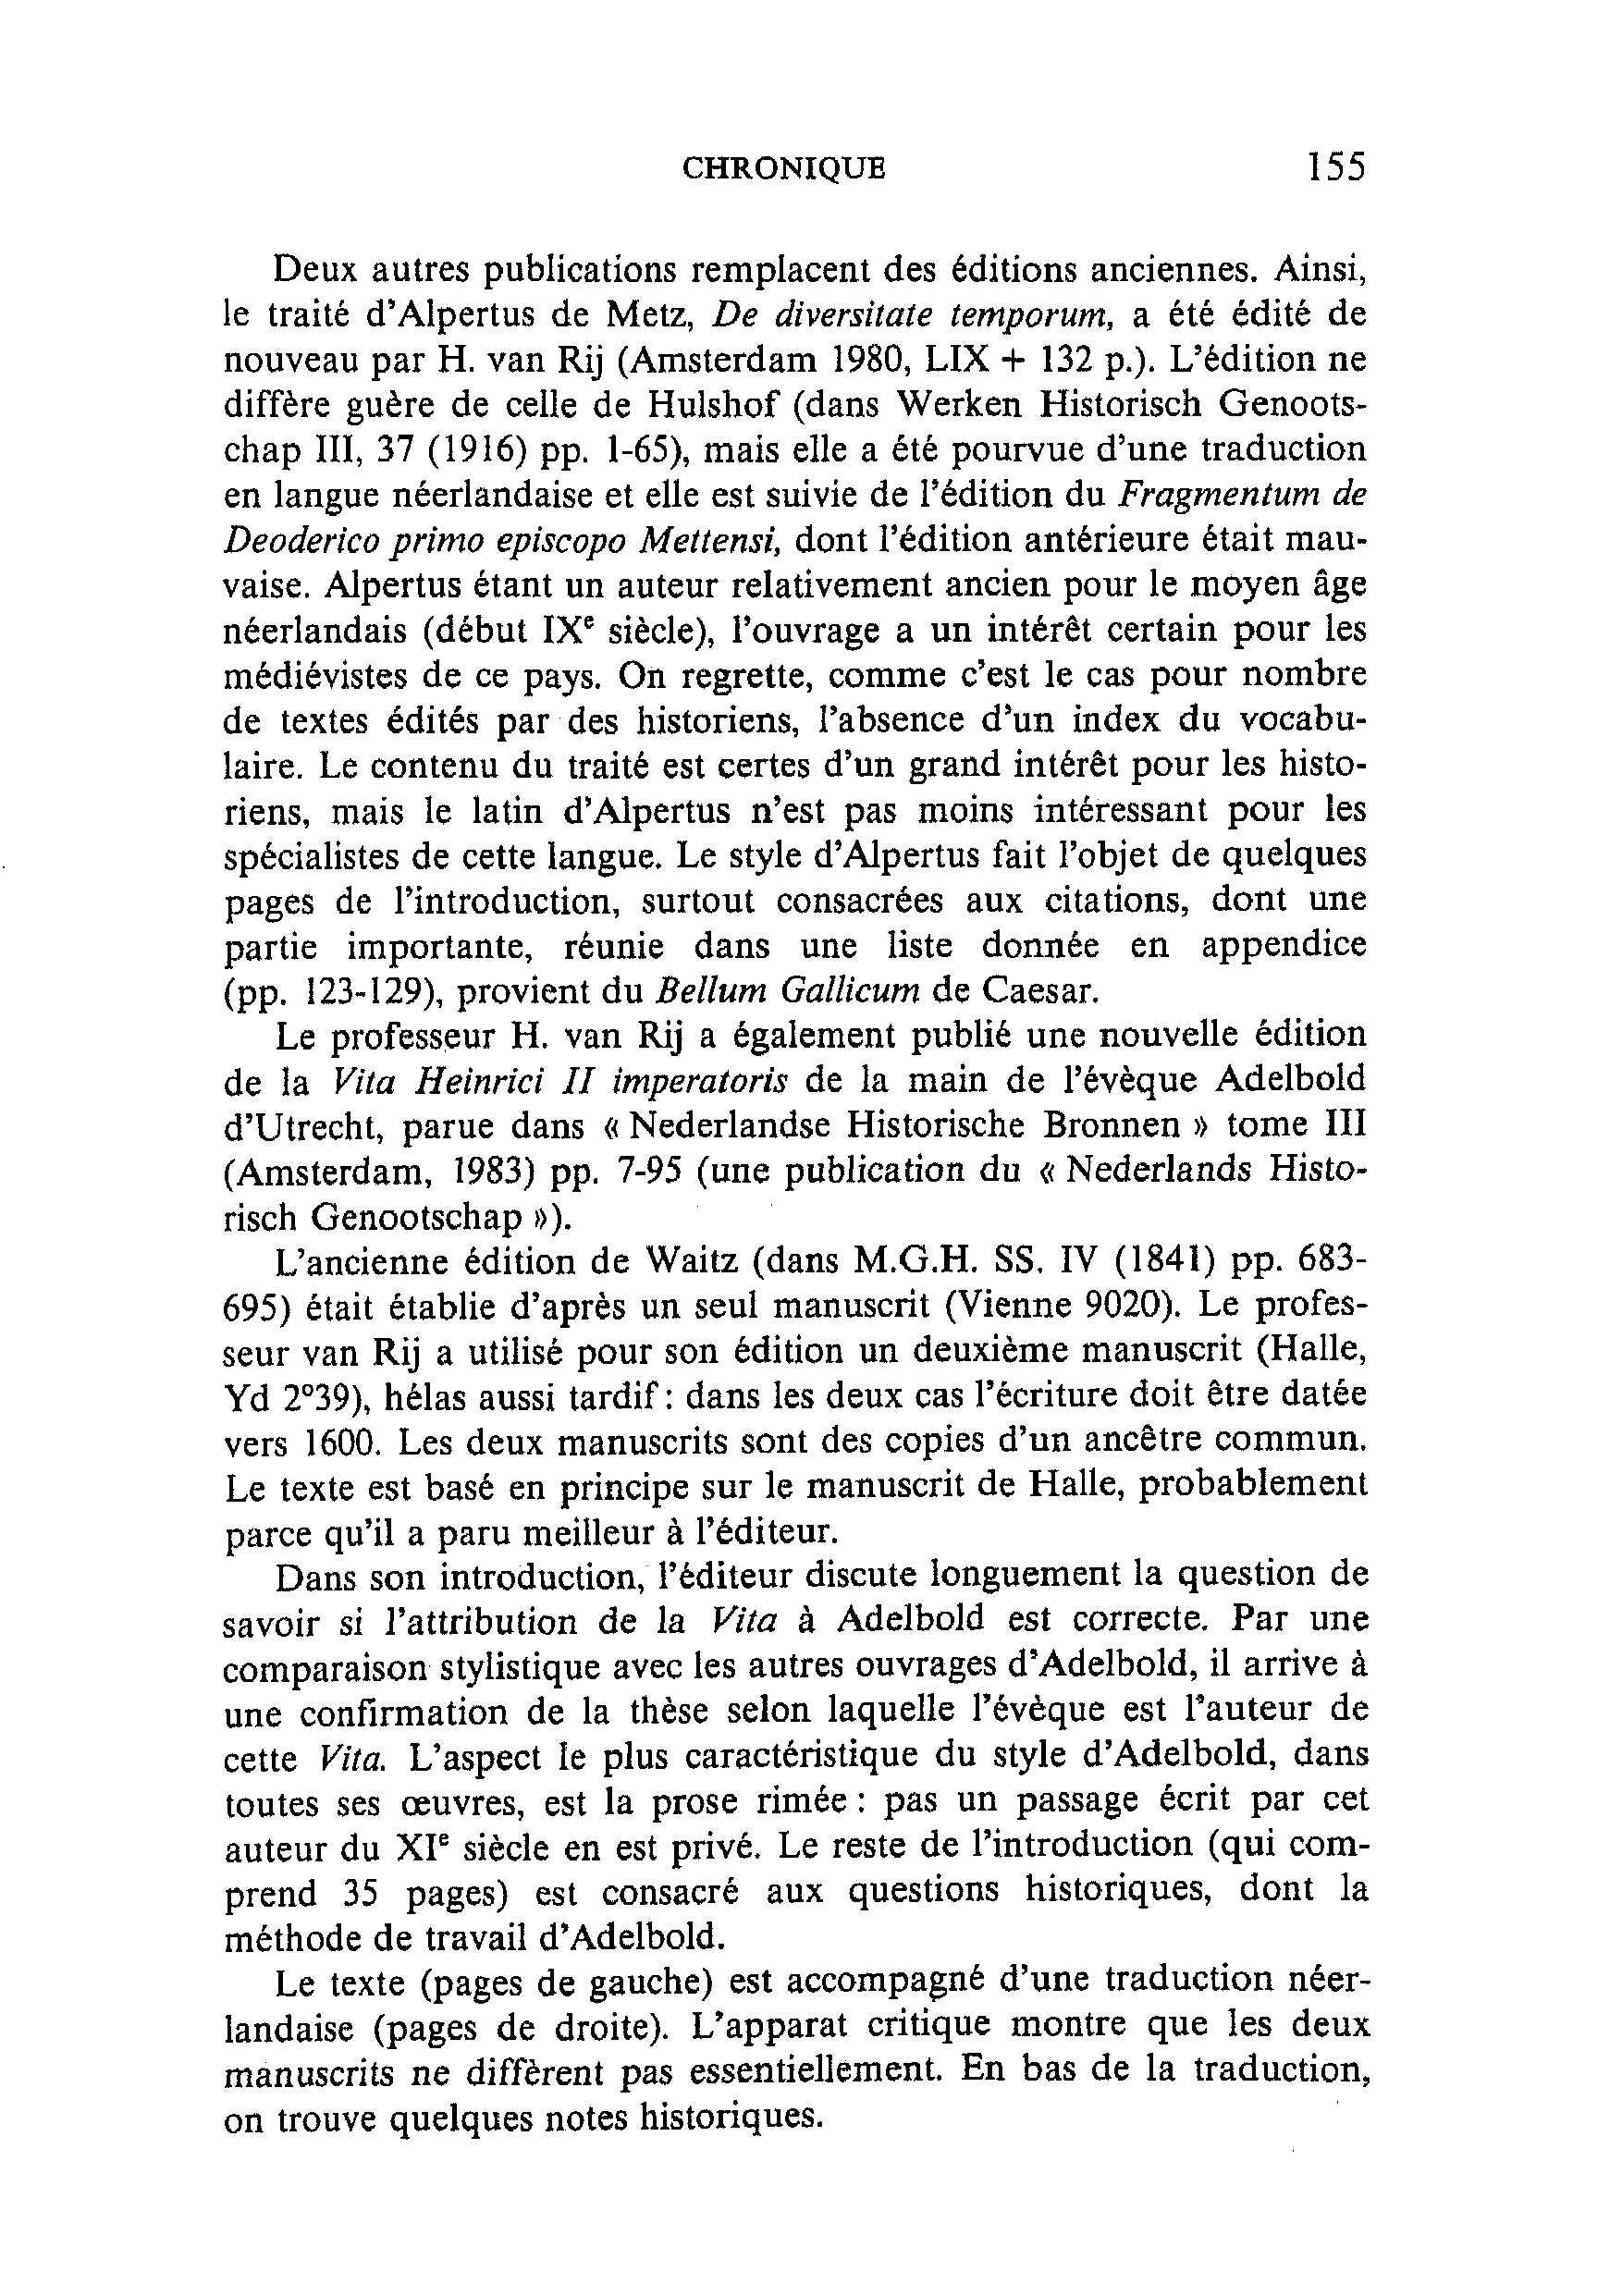 CHRONIQUE 155
Deux autres publications remplacent des éditions anciennes. Ainsi,
le traité d’Alpertus de Metz, De diversitate temporum, a été édité de
nouveau par H. van Rij (Amsterdam 1980, LIX + 132 p.). L’édition ne
diffère guère de celle de Hulshof (dans Werken Historisch Genoots-
chap III, 37 (1916) pp. 1-65), mais elle a été pourvue d’une traduction
en langue néerlandaise et elle est suivie de l’édition du Fragmentum de
Deoderico primo episcopo Mettensi, dont l’édition antérieure était mau-
vaise. Alpertus étant un auteur relativement ancien pour le moyen âge
néerlandais (début IXe siècle), l’ouvrage a un intérêt certain pour les
médiévistes de ce pays. On regrette, comme c’est le cas pour nombre
de textes édités par des historiens, l’absence d’un index du vocabu-
laire. Le contenu du traité est certes d’un grand intérêt pour les histo-
riens, mais le latin d’Alpertus n’est pas moins intéressant pour les
spécialistes de cette langue. Le style d’Alpertus fait l’objet de quelques
pages de l’introduction, surtout consacrées aux citations, dont une
partie importante, réunie dans une liste donnée en appendice
(pp. 123-129), provient du Bellum Gallicum de Caesar.
Le professeur H. van Rij a également publié une nouvelle édition
de la Vita Heinrici II imperatoris de la main de l’évèque Adelbold
d’Utrecht, parue dans « Nederlandse Historische Bronnen » tome III
(Amsterdam, 1983) pp. 7-95 (une publication du « Nederlands Histo-
risch Genootschap »).
L’ancienne édition de Waitz (dans M.G.H. SS. IV (1841) pp. 683-
695) était établie d’après un seul manuscrit (Vienne 9020). Le profes-
seur van Rij a utilisé pour son édition un deuxième manuscrit (Halle,
Yd 2°39), hélas aussi tardif : dans les deux cas l’écriture doit être datée
vers 1600. Les deux manuscrits sont des copies d’un ancêtre commun.
Le texte est basé en principe sur le manuscrit de Halle, probablement
parce qu’il a paru meilleur à l’éditeur.
Dans son introduction, l’éditeur discute longuement la question de
savoir si l’attribution de la Vita à Adelbold est correcte. Par une
comparaison stylistique avec les autres ouvrages d’Adelbold, il arrive à
une confirmation de la thèse selon laquelle l’évèque est l’auteur de
cette Vita. L’aspect le plus caractéristique du style d’Adelbold, dans
toutes ses œuvres, est la prose rimée : pas un passage écrit par cet
auteur du XIe siècle en est privé. Le reste de l’introduction (qui com-
prend 35 pages) est consacré aux questions historiques, dont la
méthode de travail d’Adelbold.
Le texte (pages de gauche) est accompagné d’une traduction néer-
landaise (pages de droite). L’apparat critique montre que les deux
manuscrits ne diffèrent pas essentiellement. En bas de la traduction,
on trouve quelques notes historiques.